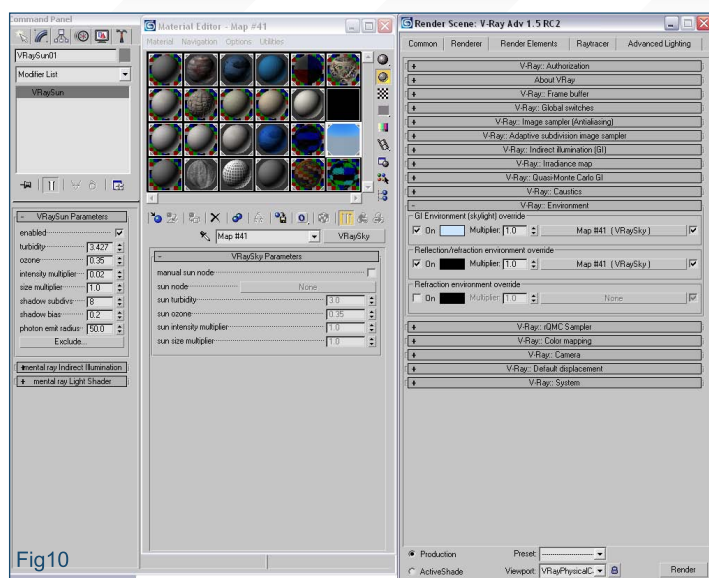 Command Panel
VRaySun01
Modifier List
VRaySun
- VRaySun Parameters
enabled
turbidity 3.427
ozone 0.35
intensity multiplier 0.02
size multiplier 1.0
shadow subdivs 8
shadow bias 0.2
photon emit radius 50.0
Exclude...
+ mental ray Indirect Illumination
+ mental ray Light Shader
Fig10
Material Editor - Map #41
Material Navigation Options Utilities
Map #41 VRaySky
- VRaySky Parameters
manual sun node
sun node None
sun turbidity 3.0
sun ozone 0.35
sun intensity multiplier 1.0
sun size multiplier 1.0
Render Scene: V-Ray Adv 1.5 RC2
Common Renderer Render Elements Raytracer Advanced Lighting
+ V-Ray:: Authorization
+ About VRay
+ V-Ray:: Frame buffer
+ V-Ray:: Global switches
+ V-Ray:: Image sampler (Antialiasing)
+ V-Ray:: Adaptive subdivision image sampler
+ V-Ray:: Indirect illumination (GI)
+ V-Ray:: Irradiance map
+ V-Ray:: Quasi-Monte Carlo GI
+ V-Ray:: Caustics
- V-Ray:: Environment
GI Environment (skylight) override
On Multiplier: 1.0 Map #41 ( VRaySky )
Reflection/refraction environment override
On Multiplier: 1.0 Map #41 ( VRaySky )
Refraction environment override
On Multiplier: 1.0 None
+ V-Ray:: rQMC Sampler
+ V-Ray:: Color mapping
+ V-Ray:: Camera
+ V-Ray:: Default displacement
+ V-Ray:: System
Production Preset: --------------------
ActiveShade Viewport: VRayPhysicalC Render